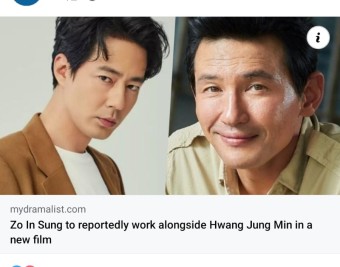 i
mydramalist.com
Zo In Sung to reportedly work alongside Hwang Jung Min in a
new film